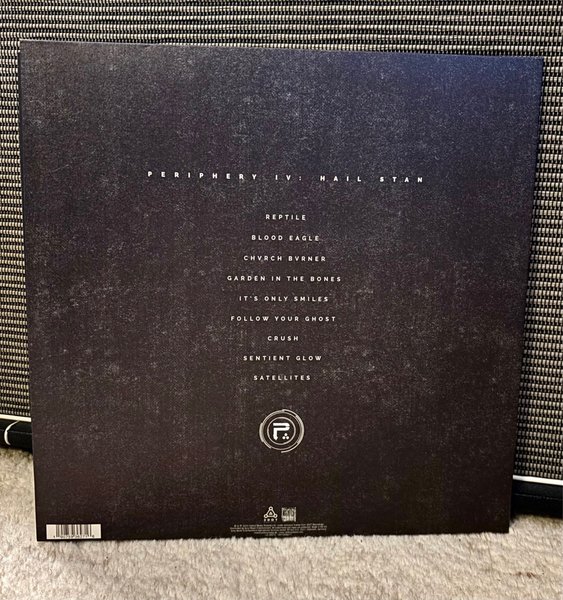 PERIPHERY IV: HAIL STAN
REPTILE
BLOOD EAGLE
CHVRCH BVRNER
GARDEN IN THE BONES
IT'S ONLY SMILES
FOLLOW YOUR GHOST
CRUSH
SENTIENT GLOW
SATELLITES
P
3DOT